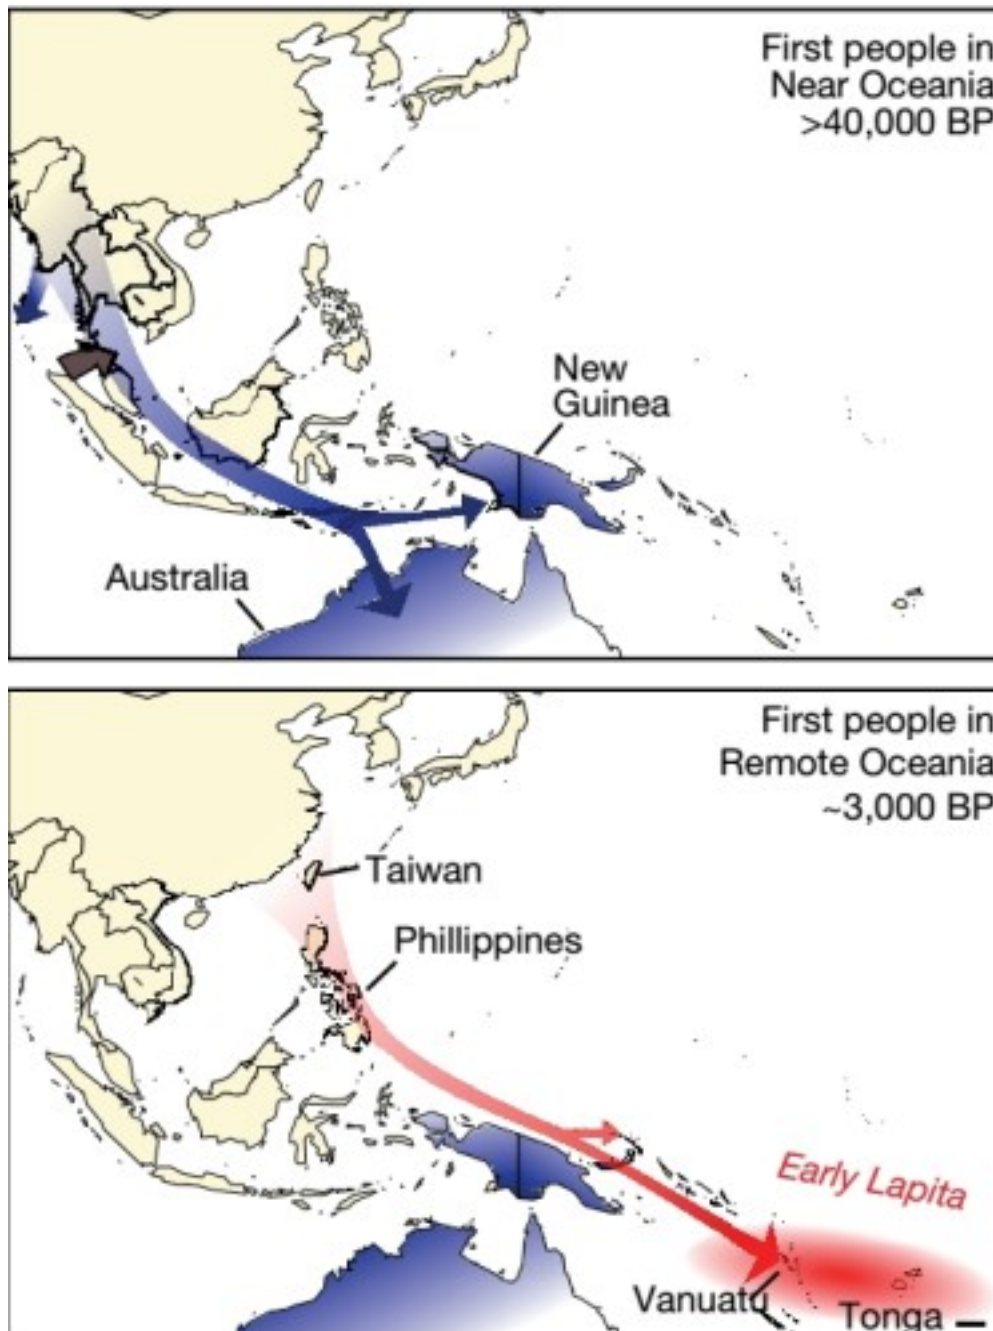 First people in
Near Oceania
>40,000 BP
New
Guinea
Australia
First people in
Remote Oceania
~3,000 BP
Taiwan
Phillippines
Early Lapita
Vanuatu
Tonga